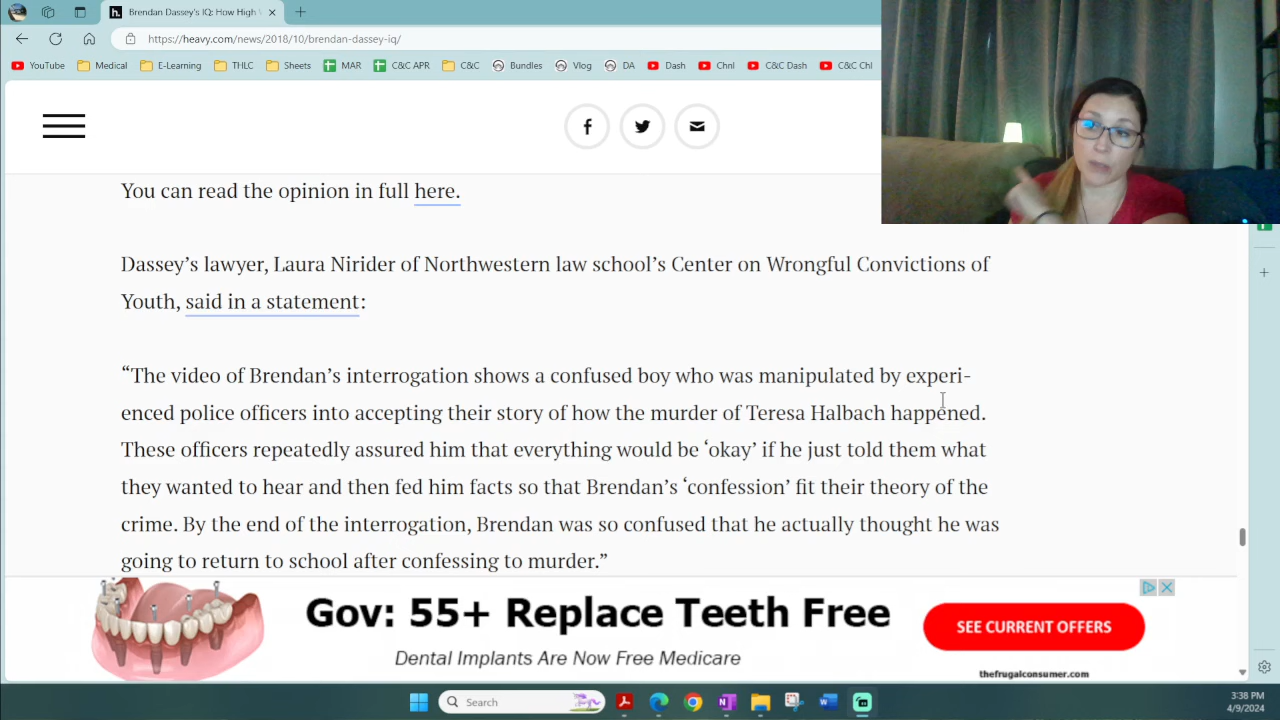 Brendan Dassey's IQ: How High
https://heavy.com/news/2018/10/brendan-dassey-iq/
YouTube Medical E-Learning THLC Sheets MAR C&C APR C&C Bundles Vlog DA Dash Chnl C&C Dash C&C Chl
You can read the opinion in full here.
Dassey’s lawyer, Laura Nirider of Northwestern law school’s Center on Wrongful Convictions of
Youth, said in a statement:
“The video of Brendan’s interrogation shows a confused boy who was manipulated by experi-
enced police officers into accepting their story of how the murder of Teresa Halbach happened.
These officers repeatedly assured him that everything would be ‘okay’ if he just told them what
they wanted to hear and then fed him facts so that Brendan’s ‘confession’ fit their theory of the
crime. By the end of the interrogation, Brendan was so confused that he actually thought he was
going to return to school after confessing to murder.”
Gov: 55+ Replace Teeth Free
Dental Implants Are Now Free Medicare
SEE CURRENT OFFERS
thefrugalconsumer.com
Search
3:38 PM
4/9/2024